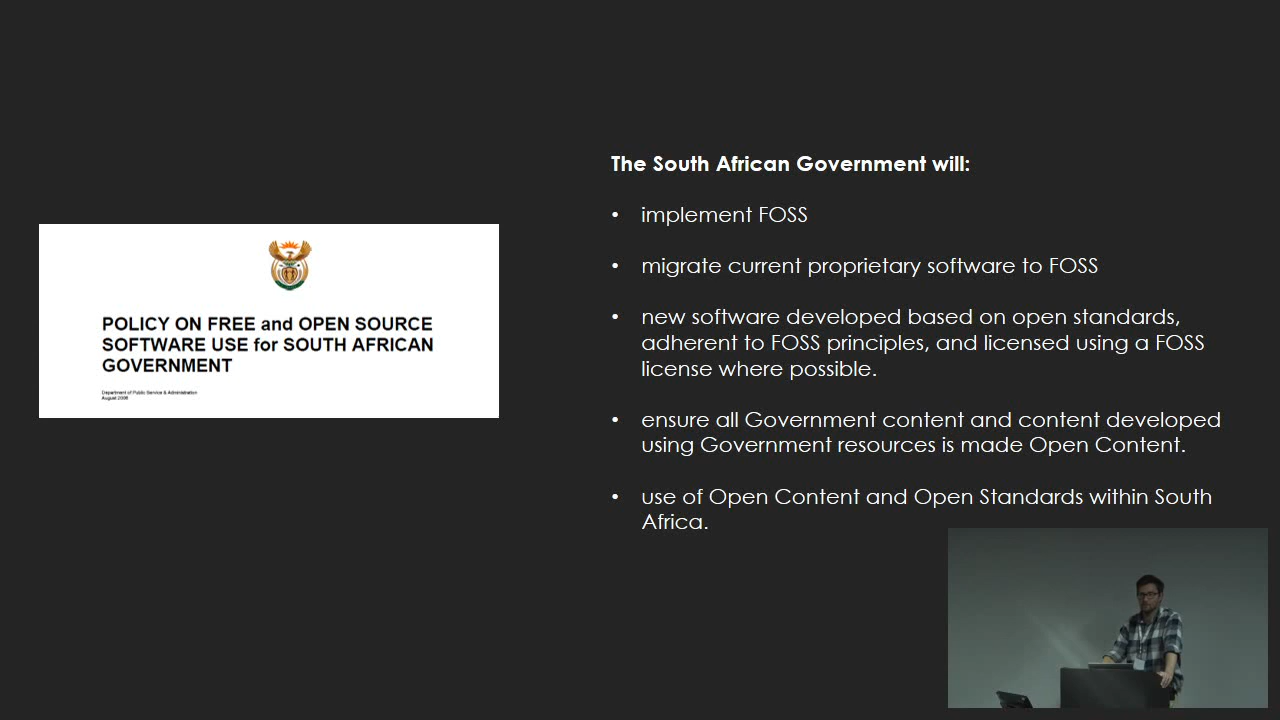 POLICY ON FREE and OPEN SOURCE
SOFTWARE USE for SOUTH AFRICAN
GOVERNMENT
Department of Public Service & Administration
August 2006
The South African Government will:
• implement FOSS
• migrate current proprietary software to FOSS
• new software developed based on open standards,
adherent to FOSS principles, and licensed using a FOSS
license where possible.
• ensure all Government content and content developed
using Government resources is made Open Content.
• use of Open Content and Open Standards within South
Africa.